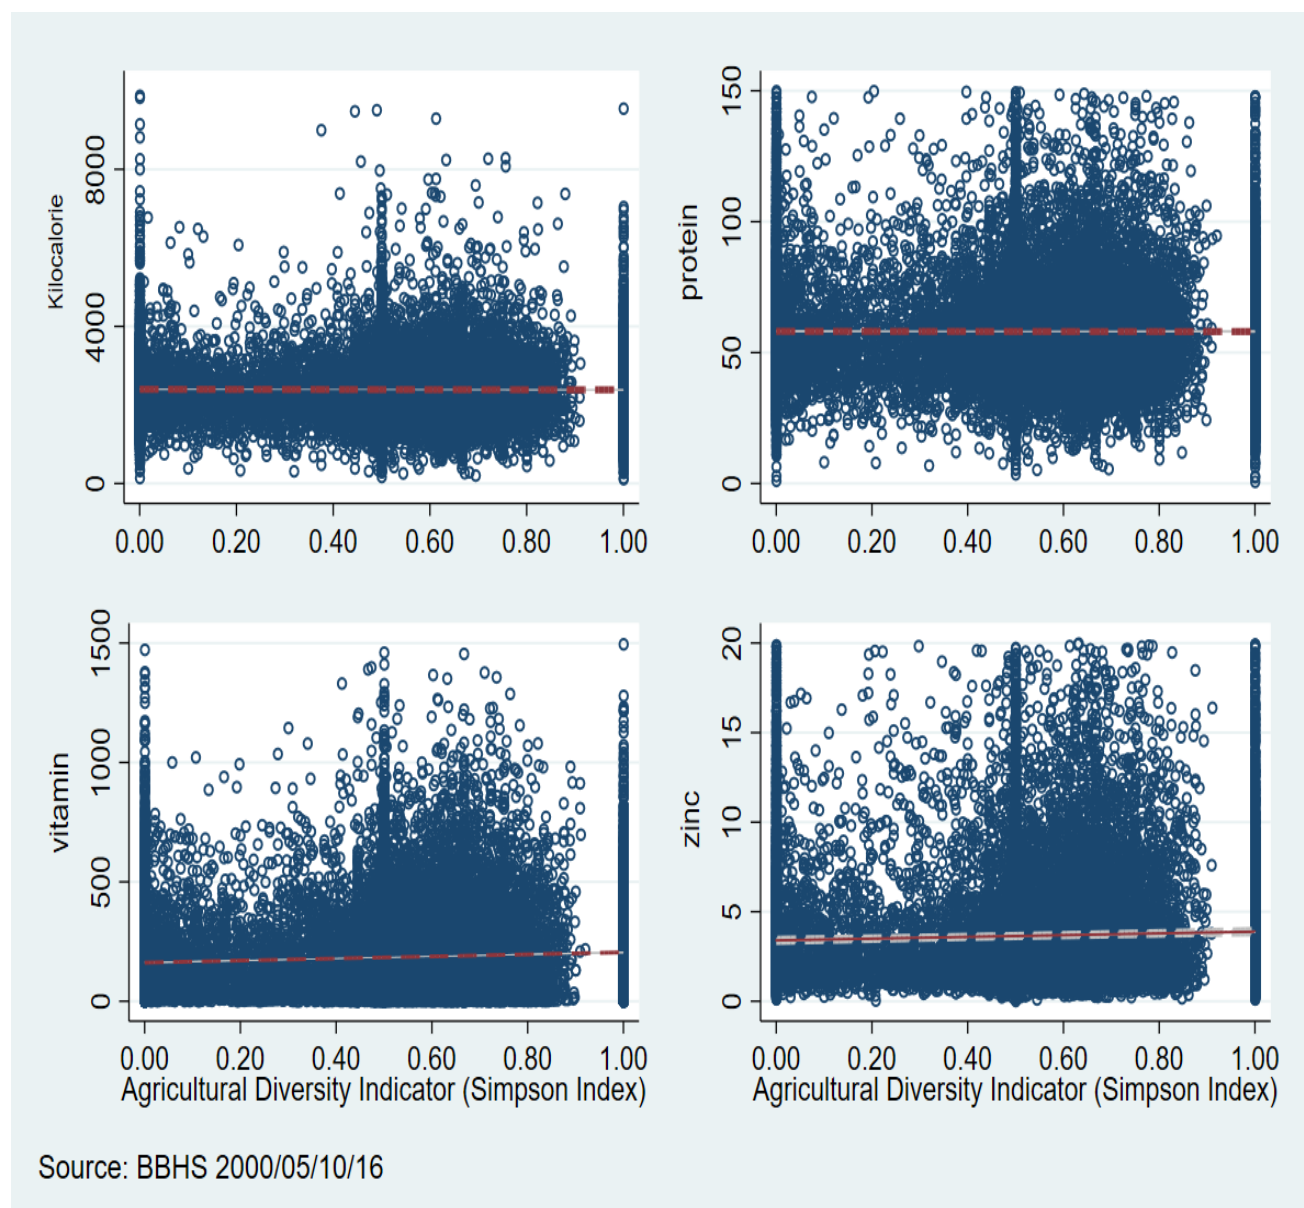 Kilocalorie
8000
4000
0
0.00 0.20 0.40 0.60 0.80 1.00
protein
150
100
50
0
0.00 0.20 0.40 0.60 0.80 1.00
vitamin
1500
1000
500
0
0.00 0.20 0.40 0.60 0.80 1.00
Agricultural Diversity Indicator (Simpson Index)
zinc
20
15
10
5
0
0.00 0.20 0.40 0.60 0.80 1.00
Agricultural Diversity Indicator (Simpson Index)
Source: BBHS 2000/05/10/16